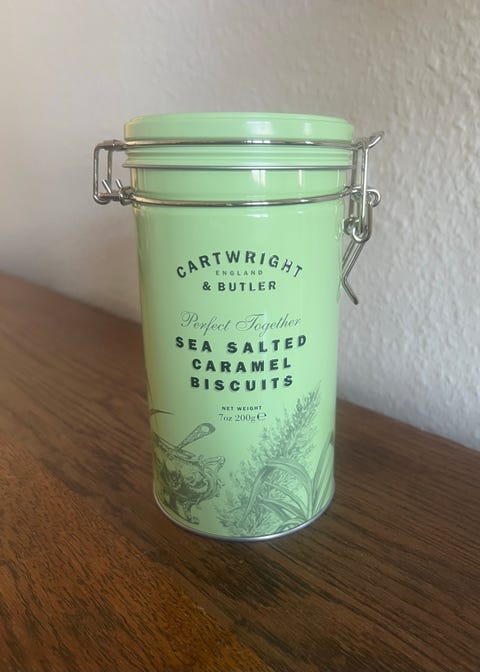 CARTWRIGHT
ENGLAND
& BUTLER
Perfect Together
SEA SALTED
CARAMEL
BISCUITS
NET WEIGHT
7oz 200g℮